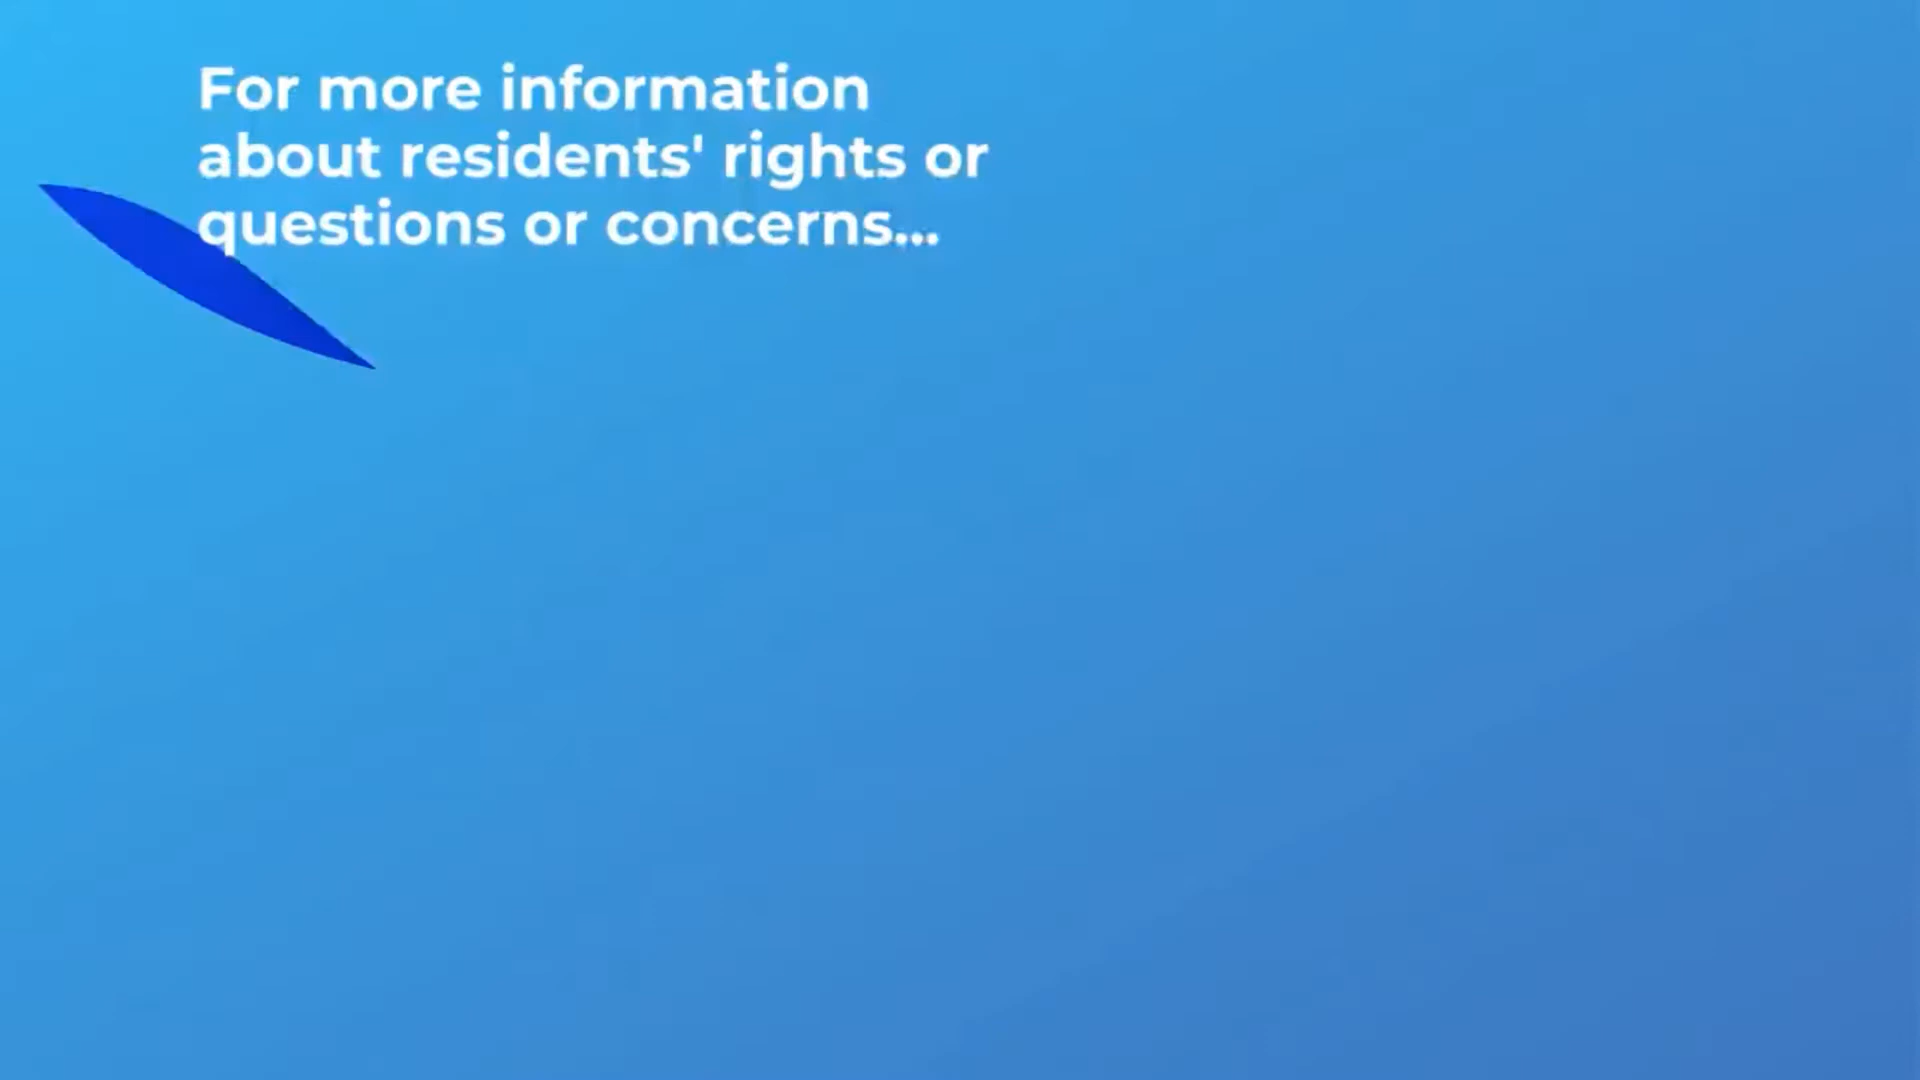 For more information
about residents' rights or
questions or concerns...